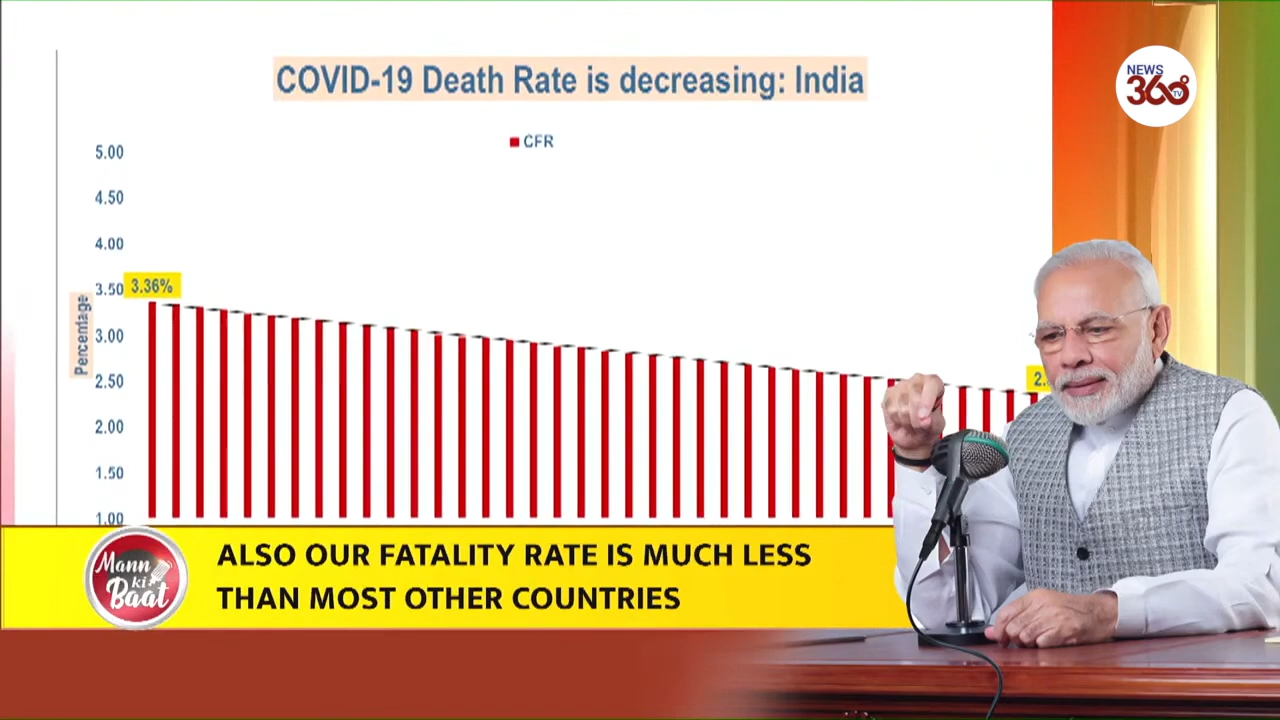 COVID-19 Death Rate is decreasing: India
NEWS
360
TV
CFR
5.00
4.50
4.00
3.50
3.36%
3.00
Percentage
2.50
2.00
1.50
1.00
Mann
ki
Baat
ALSO OUR FATALITY RATE IS MUCH LESS
THAN MOST OTHER COUNTRIES